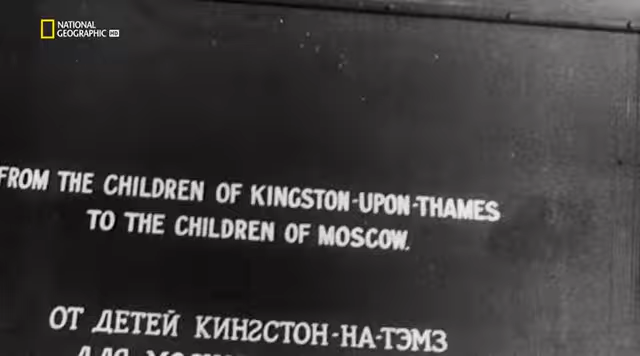 NATIONAL
GEOGRAPHIC HD
FROM THE CHILDREN OF KINGSTON-UPON-THAMES
TO THE CHILDREN OF MOSCOW.
ОТ ДЕТЕЙ КИНГСТОН-НА-ТЭМЗ